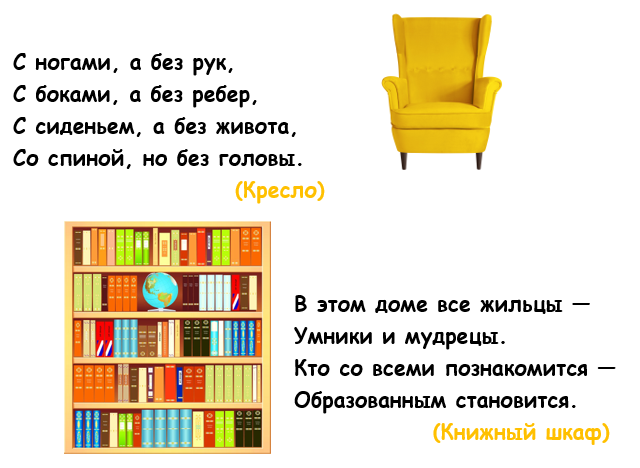 С ногами, а без рук,
С боками, а без ребер,
С сиденьем, а без живота,
Со спиной, но без головы.
(Кресло)
В этом доме все жильцы —
Умники и мудрецы.
Кто со всеми познакомится —
Образованным становится.
(Книжный шкаф)